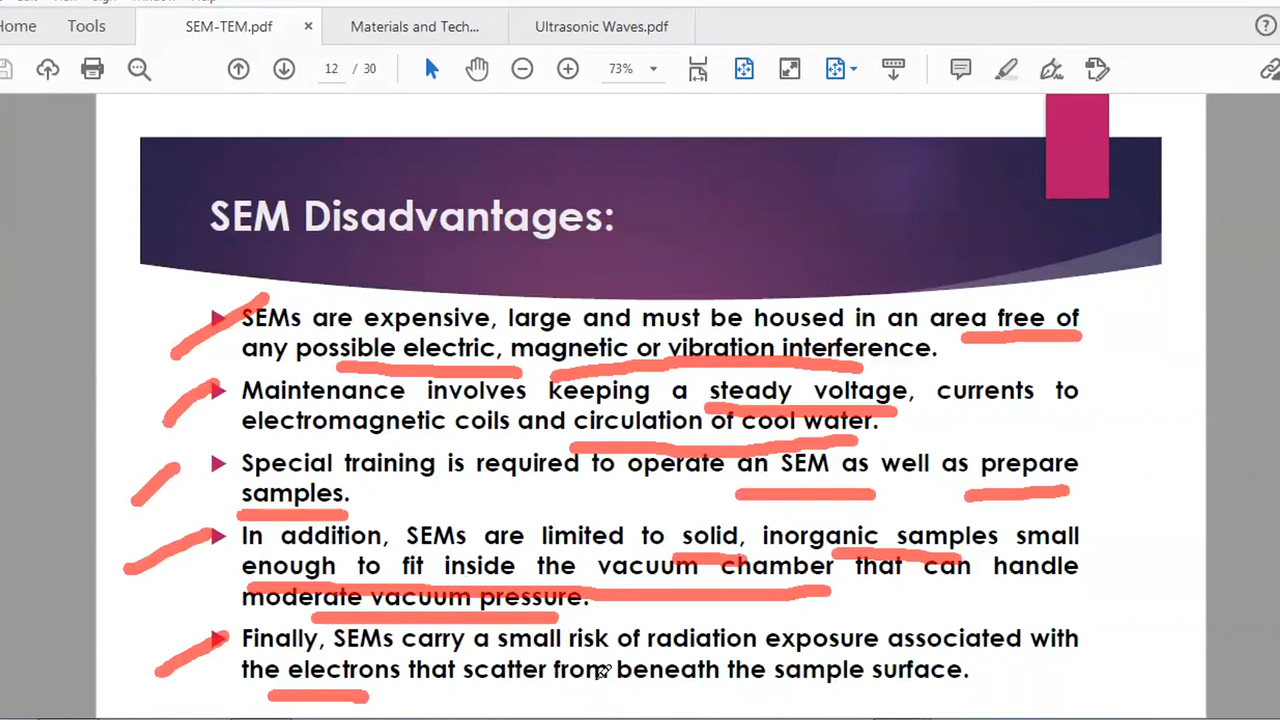 Home Tools SEM-TEM.pdf × Materials and Tech... Ultrasonic Waves.pdf
12 / 30 73%
SEM Disadvantages:
SEMs are expensive, large and must be housed in an area free of
any possible electric, magnetic or vibration interference.
Maintenance involves keeping a steady voltage, currents to
electromagnetic coils and circulation of cool water.
Special training is required to operate an SEM as well as prepare
samples.
In addition, SEMs are limited to solid, inorganic samples small
enough to fit inside the vacuum chamber that can handle
moderate vacuum pressure.
Finally, SEMs carry a small risk of radiation exposure associated with
the electrons that scatter from beneath the sample surface.